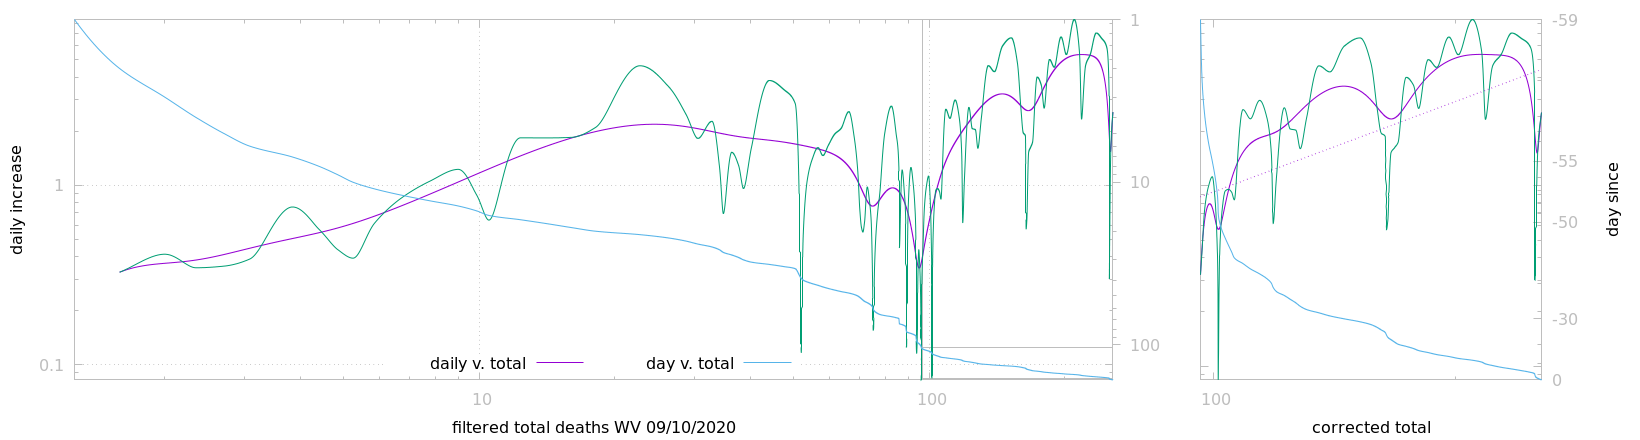 daily increase
1
0.1
10
100
1
10
100
daily v. total
day v. total
filtered total deaths WV 09/10/2020
100
-59
-55
-50
-30
0
day since
corrected total